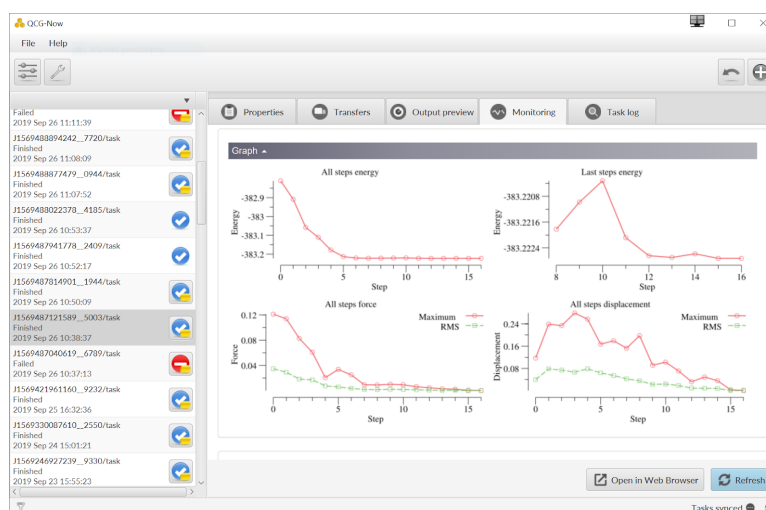 QCG-Now
File Help
Failed
2019 Sep 26 11:11:39
J1569488894242__7720/task
Finished
2019 Sep 26 11:08:09
J1569488877479__0944/task
Finished
2019 Sep 26 11:07:52
J1569488022378__4185/task
Finished
2019 Sep 26 10:53:37
J1569487941778__2409/task
Finished
2019 Sep 26 10:52:17
J1569487814901__1944/task
Finished
2019 Sep 26 10:50:09
J1569487121589__5003/task
Finished
2019 Sep 26 10:38:37
J1569487040619__6789/task
Failed
2019 Sep 26 10:37:13
J1569421961160__9232/task
Finished
2019 Sep 25 16:32:36
J1569330087610__2550/task
Finished
2019 Sep 24 15:01:21
J1569246927239__9330/task
Finished
2019 Sep 23 15:55:23
Properties Transfers Output preview Monitoring Task log
Graph
All steps energy
Energy
-382.9
-383
-383.1
-383.2
0 5 10 15
Step
Last steps energy
Energy
-383.2208
-383.2216
-383.2224
8 10 12 14 16
Step
All steps force
Maximum
RMS
Force
0.12
0.08
0.04
0 5 10 15
Step
All steps displacement
Maximum
RMS
Displacement
0.24
0.16
0.08
0 5 10 15
Step
Open in Web Browser Refresh
Tasks synced